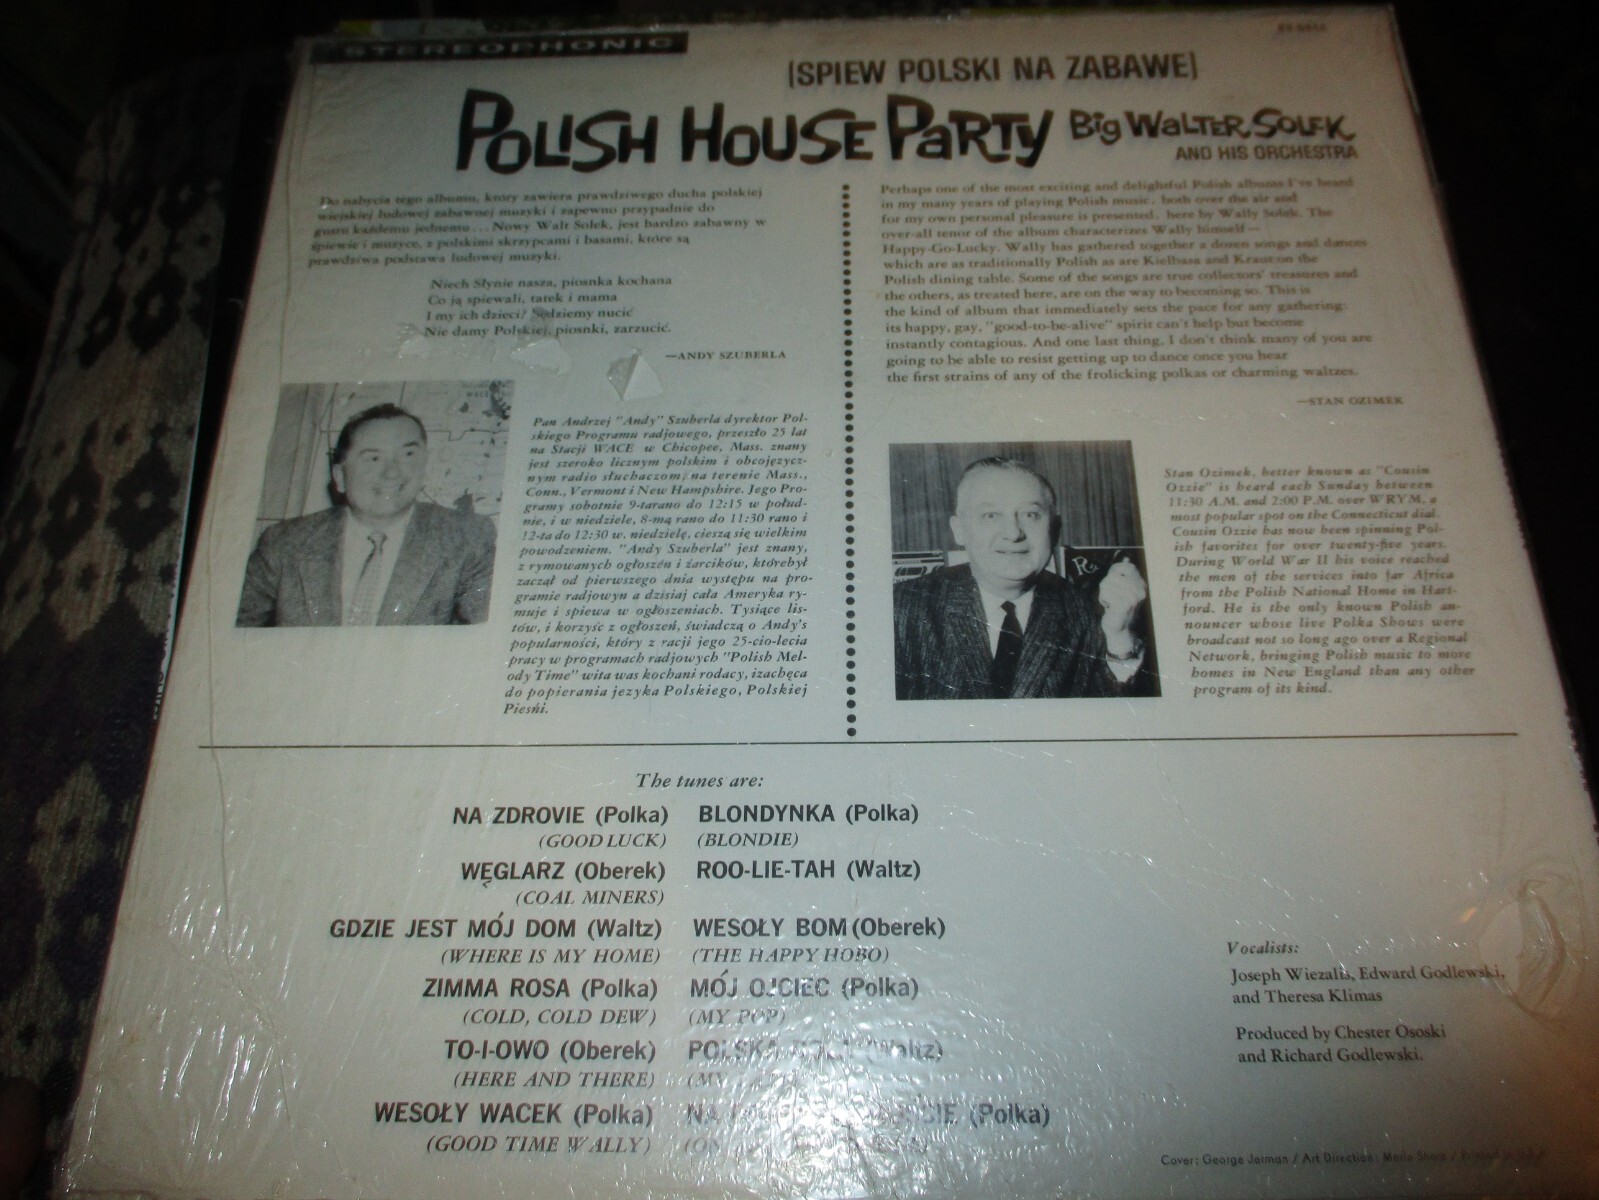 STEREOPHONIC
(SPIEW POLSKI NA ZABAWE)
POLISH HOUSE PARTY Big WALTER SOLEK
AND HIS ORCHESTRA
Do nabycia tego albumu, ktory zawiera prawdziwego ducha polskiej
wiejskiej ludowej zabawnej muzyki i zapewno przypadnie do
gustu każdemu jednemu... Nowy Walt Solek, jest bardzo zabawny w
śpiewie i muzyce, z polskimi skrzypcami i basami, które są
prawdziwa podstawa ludowej muzyki.
Niech Słynie nasza, piosnka kochana
Co ją spiewali, tatek i mama
I my ich dzieci? Sędziemy nucić
Nie damy Polskiej, piosnki, zarzucić.
—ANDY SZUBERLA
Pan Andrzej "Andy" Szuberla dyrektor Pol-
skiego Programu radjowego, przeszło 25 lat
na Stacji WACE w Chicopee, Mass. znany
jest szeroko licznym polskim i obcojęzycz-
nym radio słuchaczom, na terenie Mass.,
Conn., Vermont i New Hampshire. Jego Pro-
gramy sobotnie 9-tarano do 12:15 w połud-
nie, i w niedziele, 8-mą rano do 11:30 rano i
12-ta do 12:30 w. niedzielę, cieszą się wielkim
powodzeniem. "Andy Szuberla" jest znany,
z rymowanych ogłoszeń i żarcików, którebył
zaczął od pierwszego dnia występu na pro-
gramie radjowyn a dzisiaj cała Ameryka ry-
muje i spiewa w ogłoszeniach. Tysiące lis-
tów, i korzyść z ogłoszeń, świadczą o Andy's
popularności, który z racji jego 25-cio-lecia
pracy w programach radjowych "Polish Mel-
ody Time" wita was kochani rodacy, izachęca
do popierania jezyka Polskiego, Polskiej
Pieśńi.
Perhaps one of the most exciting and delightful Polish albums I've heard
in my many years of playing Polish music, both over the air and
for my own personal pleasure is presented, here by Wally Solek. The
over-all tenor of the album characterizes Wally himself—
Happy-Go-Lucky. Wally has gathered together a dozen songs and dances
which are as traditionally Polish as are Kielbasa and Kraut on the
Polish dining table. Some of the songs are true collectors' treasures and
the others, as treated here, are on the way to becoming so. This is
the kind of album that immediately sets the pace for any gathering:
its happy, gay, "good-to-be-alive" spirit can't help but become
instantly contagious. And one last thing, I don't think many of you are
going to be able to resist getting up to dance once you hear
the first strains of any of the frolicking polkas or charming waltzes.
—STAN OZIMEK
Stan Ozimek, better known as "Cousin
Ozzie" is heard each Sunday between
11:30 A.M. and 2:00 P.M. over WRYM, a
most popular spot on the Connecticut dial.
Cousin Ozzie has now been spinning Pol-
ish favorites for over twenty-five years.
During World War II his voice reached
the men of the services into far Africa
from the Polish National Home in Hart-
ford. He is the only known Polish an-
nouncer whose live Polka Shows were
broadcast not so long ago over a Regional
Network, bringing Polish music to more
homes in New England than any other
program of its kind.
The tunes are:
NA ZDROVIE (Polka)
(GOOD LUCK)
WĘGLARZ (Oberek)
(COAL MINERS)
GDZIE JEST MÓJ DOM (Waltz)
(WHERE IS MY HOME)
ZIMMA ROSA (Polka)
(COLD, COLD DEW)
TO-I-OWO (Oberek)
(HERE AND THERE)
WESOŁY WACEK (Polka)
(GOOD TIME WALLY)
BLONDYNKA (Polka)
(BLONDIE)
ROO-LIE-TAH (Waltz)
WESOŁY BOM (Oberek)
(THE HAPPY HOBO)
MÓJ OJCIEC (Polka)
(MY POP)
POLSKA (Waltz)
(MY
NA (Polka)
Vocalists:
Joseph Wiezalis, Edward Godlewski,
and Theresa Klimas
Produced by Chester Ososki
and Richard Godlewski.
Cover: George Jerman / Art Direction: